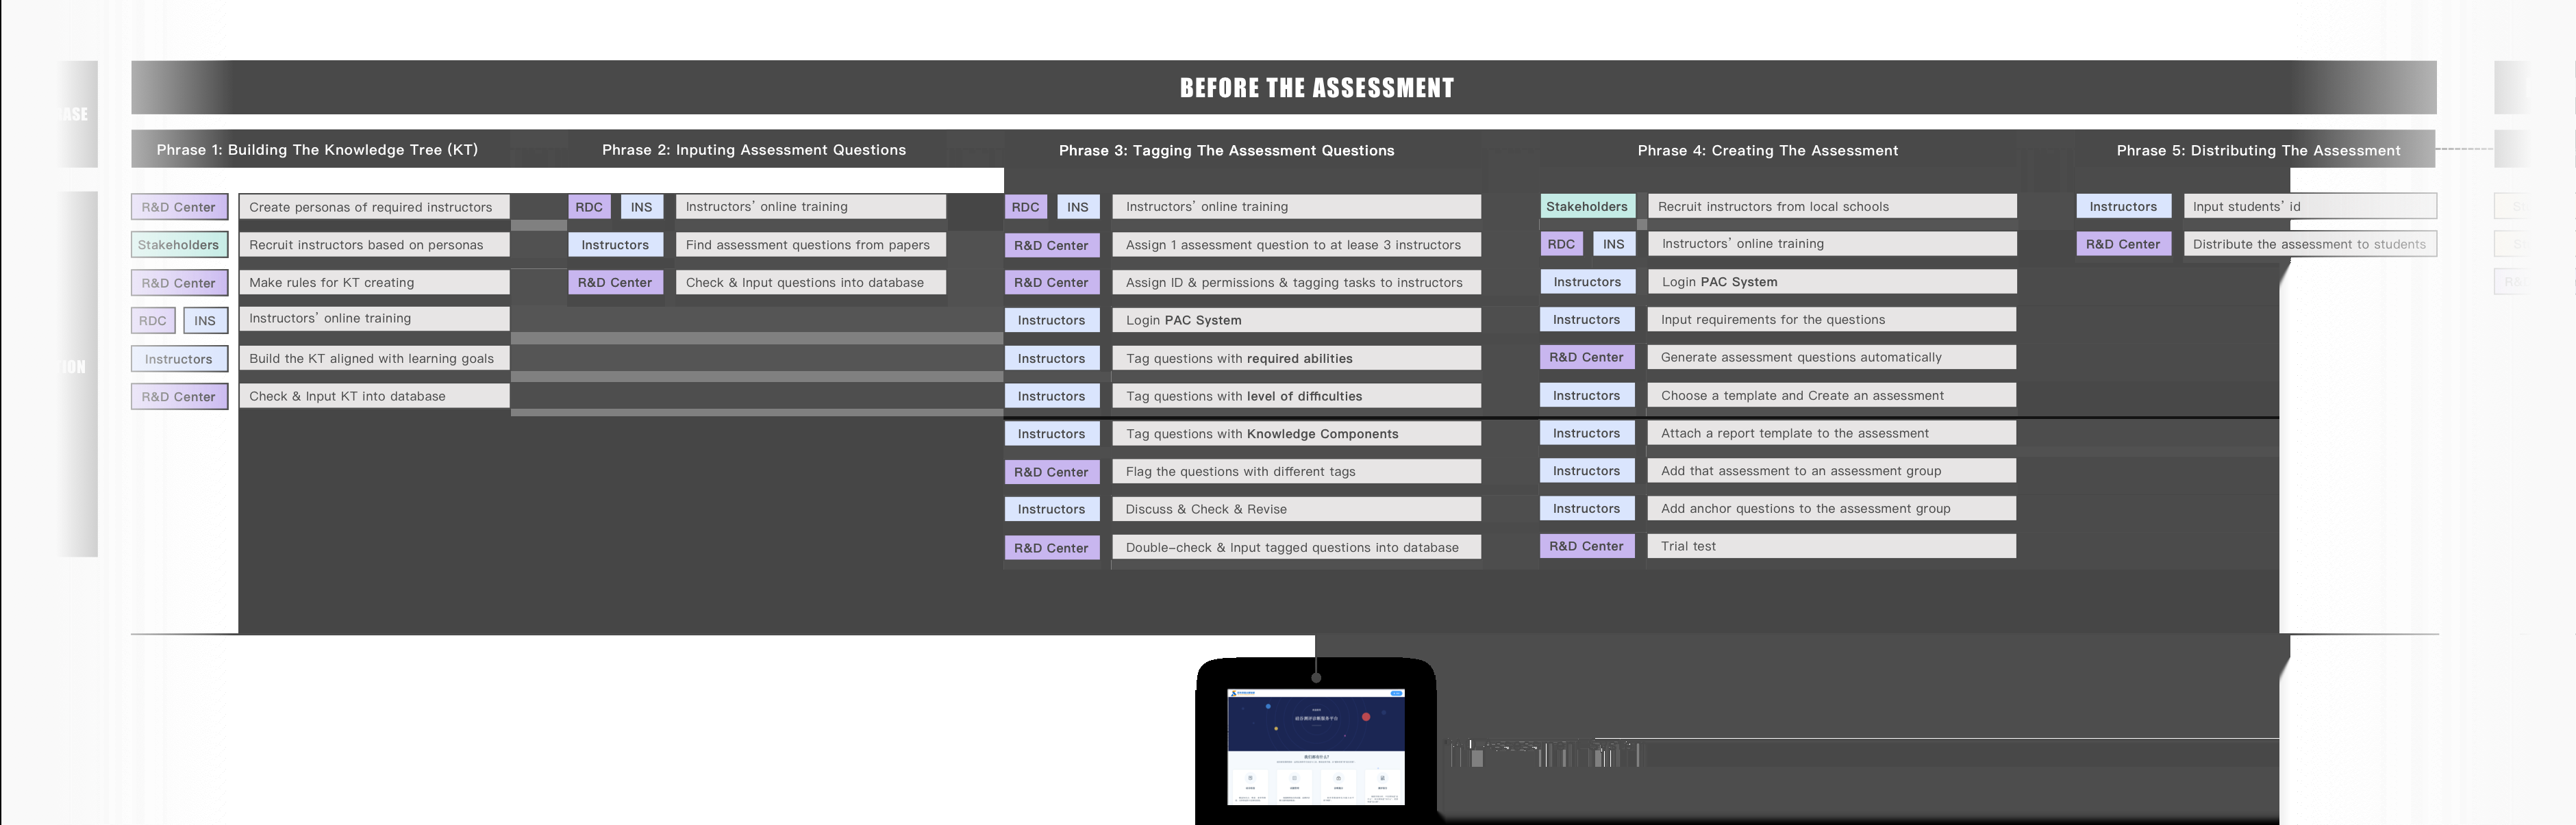 BEFORE THE ASSESSMENT
Phrase 1: Building The Knowledge Tree (KT)
R&D Center Create personas of required instructors
Stakeholders Recruit instructors based on personas
R&D Center Make rules for KT creating
RDC INS Instructors’ online training
Instructors Build the KT aligned with learning goals
R&D Center Check & Input KT into database
Phrase 2: Inputing Assessment Questions
RDC INS Instructors’ online training
Instructors Find assessment questions from papers
R&D Center Check & Input questions into database
Phrase 3: Tagging The Assessment Questions
RDC INS Instructors’ online training
R&D Center Assign 1 assessment question to at lease 3 instructors
R&D Center Assign ID & permissions & tagging tasks to instructors
Instructors Login PAC System
Instructors Tag questions with required abilities
Instructors Tag questions with level of difficulties
Instructors Tag questions with Knowledge Components
R&D Center Flag the questions with different tags
Instructors Discuss & Check & Revise
R&D Center Double-check & Input tagged questions into database
Phrase 4: Creating The Assessment
Stakeholders Recruit instructors from local schools
RDC INS Instructors’ online training
Instructors Login PAC System
Instructors Input requirements for the questions
R&D Center Generate assessment questions automatically
Instructors Choose a template and Create an assessment
Instructors Attach a report template to the assessment
Instructors Add that assessment to an assessment group
Instructors Add anchor questions to the assessment group
R&D Center Trial test
Phrase 5: Distributing The Assessment
Instructors Input students’ id
R&D Center Distribute the assessment to students